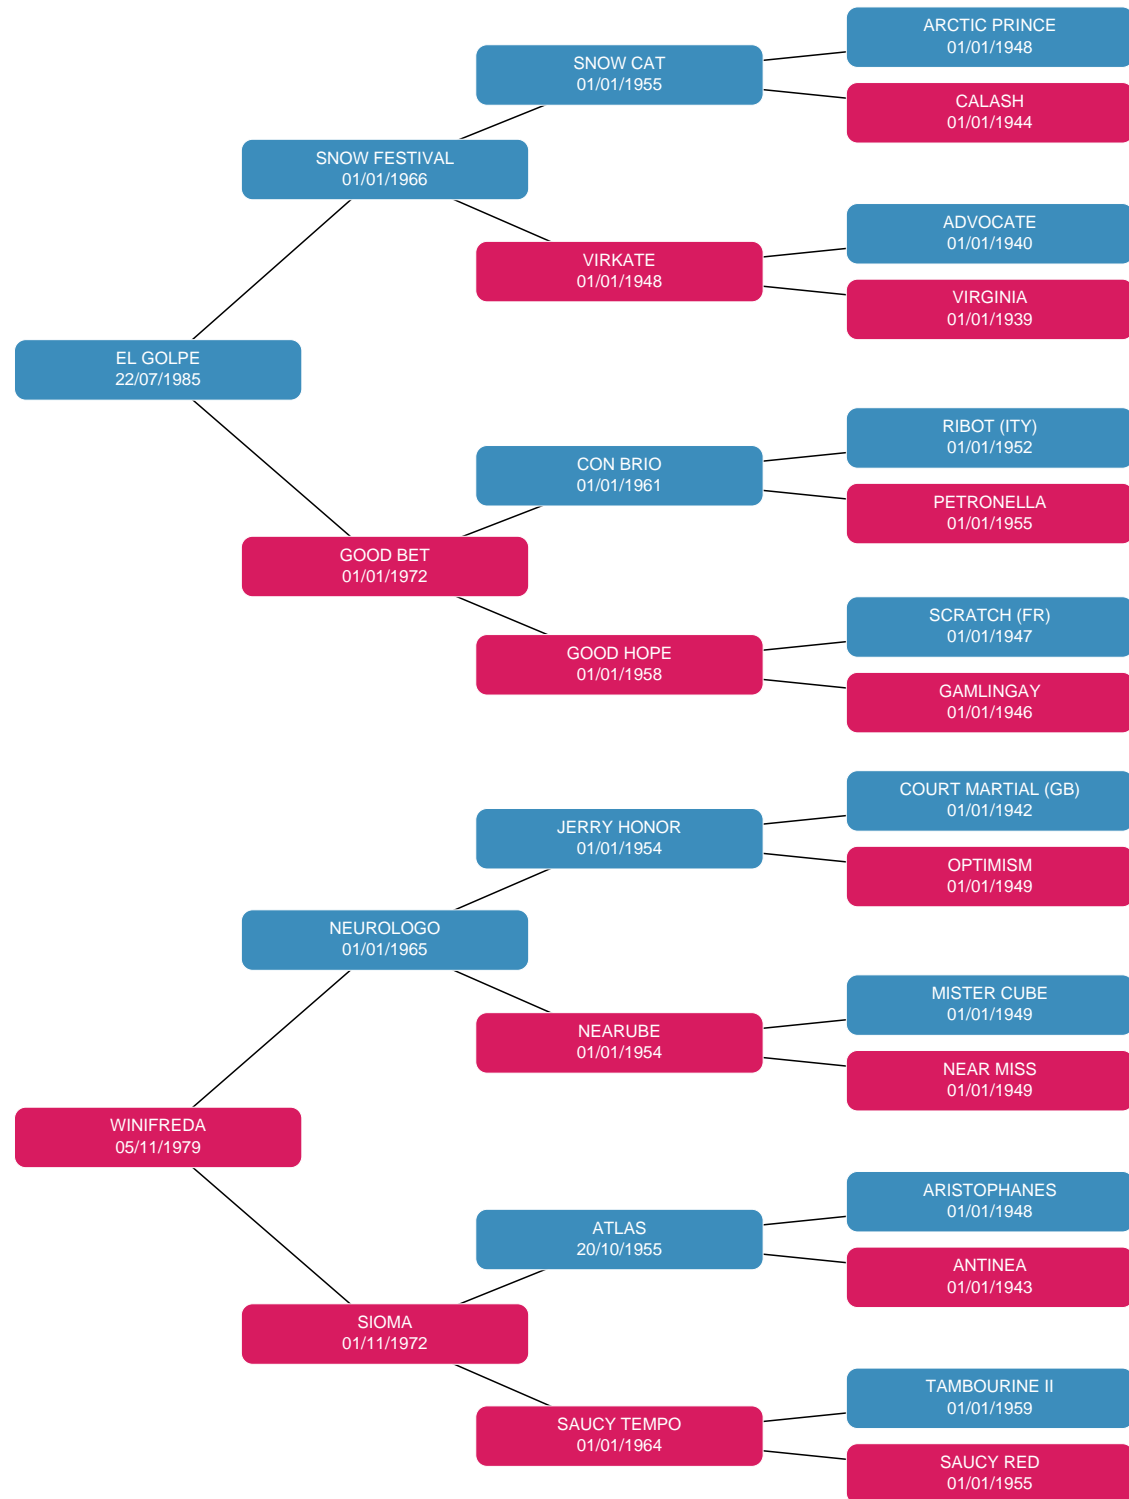 ARCTIC PRINCE
01/01/1948
SNOW CAT
01/01/1955
CALASH
01/01/1944
SNOW FESTIVAL
01/01/1966
ADVOCATE
01/01/1940
VIRKATE
01/01/1948
VIRGINIA
01/01/1939
EL GOLPE
22/07/1985
RIBOT (ITY)
01/01/1952
CON BRIO
01/01/1961
PETRONELLA
01/01/1955
GOOD BET
01/01/1972
SCRATCH (FR)
01/01/1947
GOOD HOPE
01/01/1958
GAMLINGAY
01/01/1946
COURT MARTIAL (GB)
01/01/1942
JERRY HONOR
01/01/1954
OPTIMISM
01/01/1949
NEUROLOGO
01/01/1965
MISTER CUBE
01/01/1949
NEARUBE
01/01/1954
NEAR MISS
01/01/1949
WINIFREDA
05/11/1979
ARISTOPHANES
01/01/1948
ATLAS
20/10/1955
ANTINEA
01/01/1943
SIOMA
01/11/1972
TAMBOURINE II
01/01/1959
SAUCY TEMPO
01/01/1964
SAUCY RED
01/01/1955